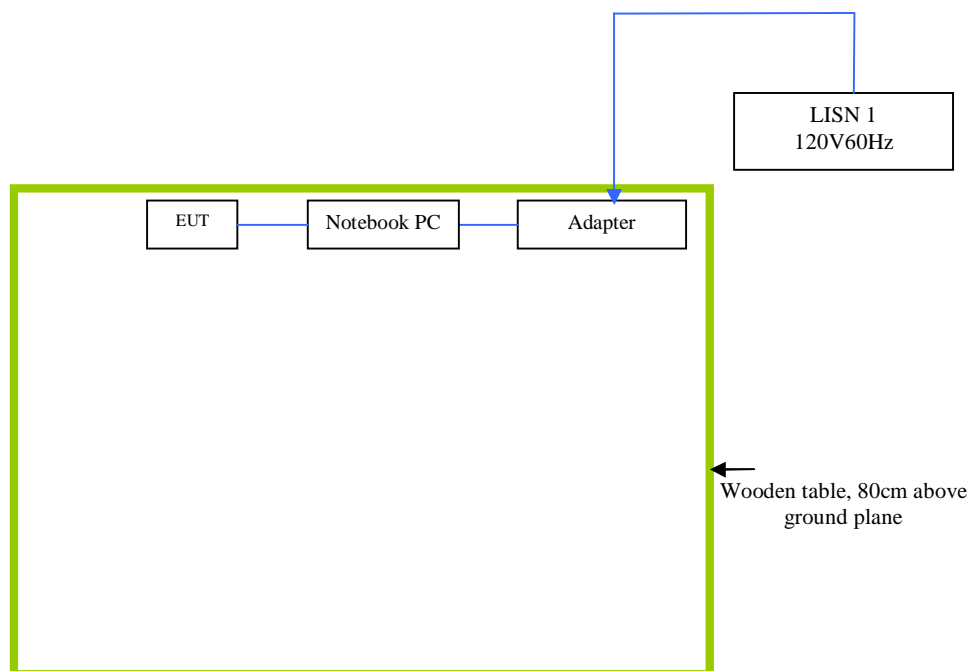 LISN 1
120V60Hz
EUT
Notebook PC
Adapter
Wooden table, 80cm above
ground plane